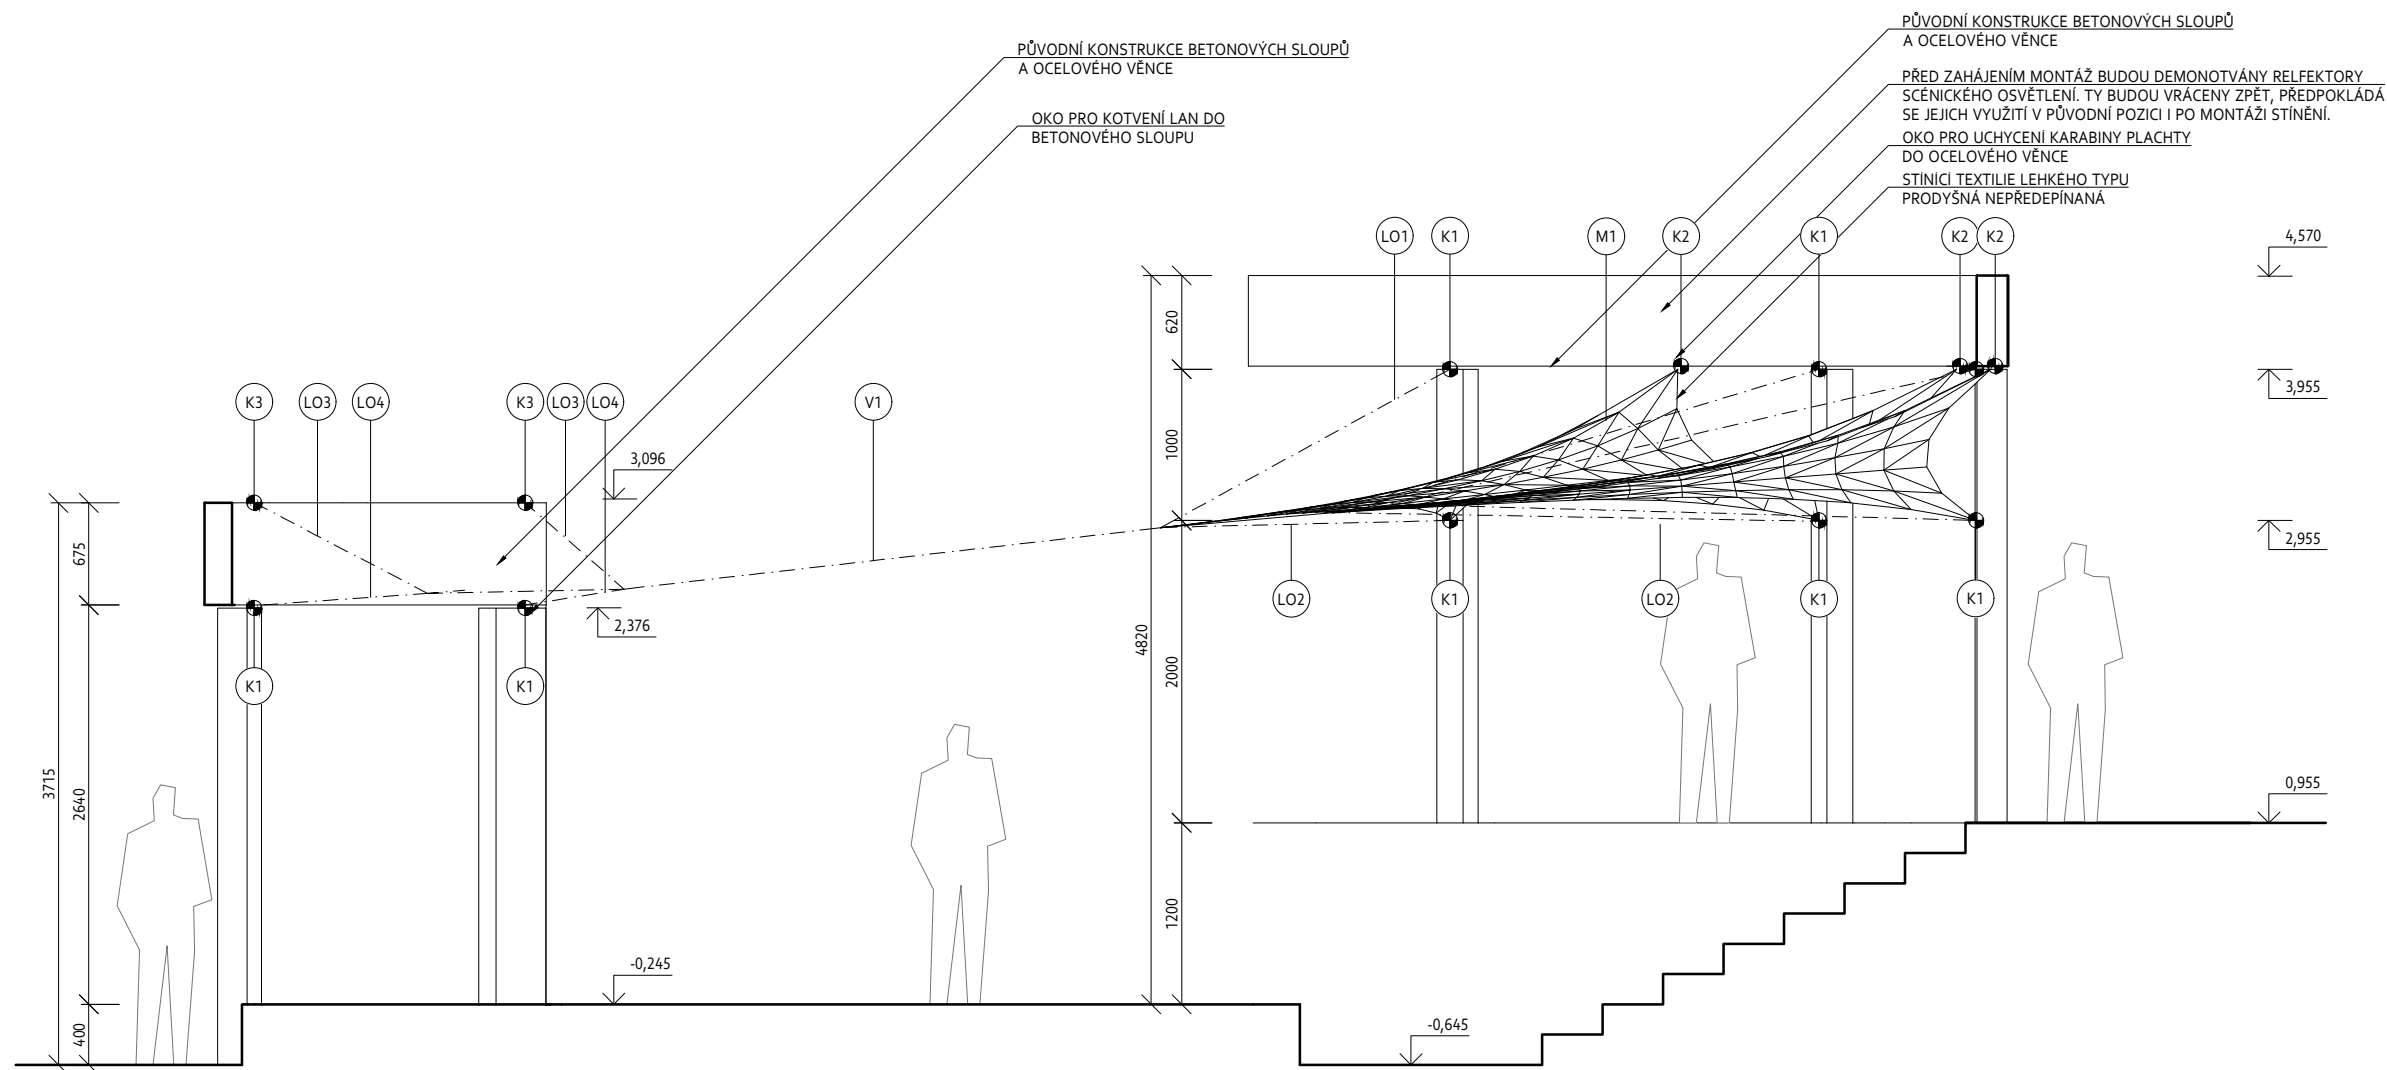 PŮVODNÍ KONSTRUKCE BETONOVÝCH SLOUPŮ
A OCELOVÉHO VĚNCE
PŘED ZAHÁJENÍM MONTÁŽ BUDOU DEMONOTVÁNY RELFEKTORY
SCÉNICKÉHO OSVĚTLENÍ. TY BUDOU VRÁCENY ZPĚT, PŘEDPOKLÁDÁ
SE JEJICH VYUŽITÍ V PŮVODNÍ POZICI I PO MONTÁŽI STÍNĚNÍ.
OKO PRO UCHYCENÍ KARABINY PLACHTY
DO OCELOVÉHO VĚNCE
STÍNÍCÍ TEXTILIE LEHKÉHO TYPU
PRODYŠNÁ NEPŘEDEPÍNANÁ
PŮVODNÍ KONSTRUKCE BETONOVÝCH SLOUPŮ
A OCELOVÉHO VĚNCE
OKO PRO KOTVENÍ LAN DO
BETONOVÉHO SLOUPU
LO1 K1 M1 K2 K1 K2 K2
4,570
620
3,955
K3 LO3 LO4 K3 LO3 LO4 V1
3,096
1000
675
2,955
LO2 K1 LO2 K1 K1
2,376
4820
2000
K1 K1
3715
2640
0,955
1200
-0,245
400
-0,645